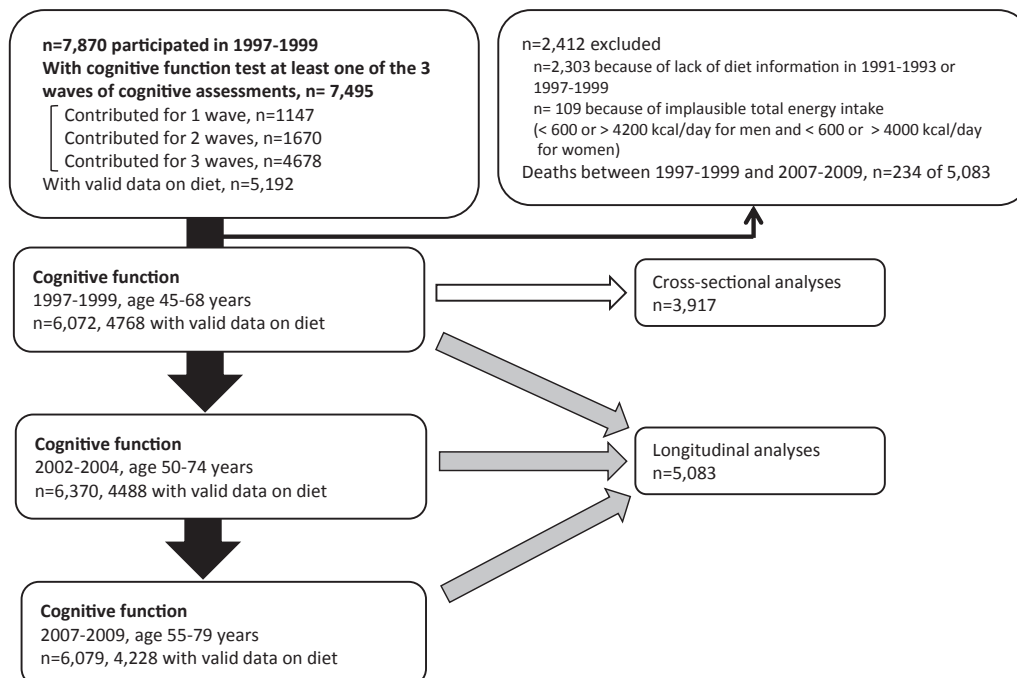 n=7,870 participated in 1997-1999
With cognitive function test at least one of the 3
waves of cognitive assessments, n= 7,495
Contributed for 1 wave, n=1147
Contributed for 2 waves, n=1670
Contributed for 3 waves, n=4678
With valid data on diet, n=5,192
n=2,412 excluded
n=2,303 because of lack of diet information in 1991-1993 or
1997-1999
n= 109 because of implausible total energy intake
(< 600 or > 4200 kcal/day for men and < 600 or > 4000 kcal/day
for women)
Deaths between 1997-1999 and 2007-2009, n=234 of 5,083
Cognitive function
1997-1999, age 45-68 years
n=6,072, 4768 with valid data on diet
Cross-sectional analyses
n=3,917
Cognitive function
2002-2004, age 50-74 years
n=6,370, 4488 with valid data on diet
Longitudinal analyses
n=5,083
Cognitive function
2007-2009, age 55-79 years
n=6,079, 4,228 with valid data on diet